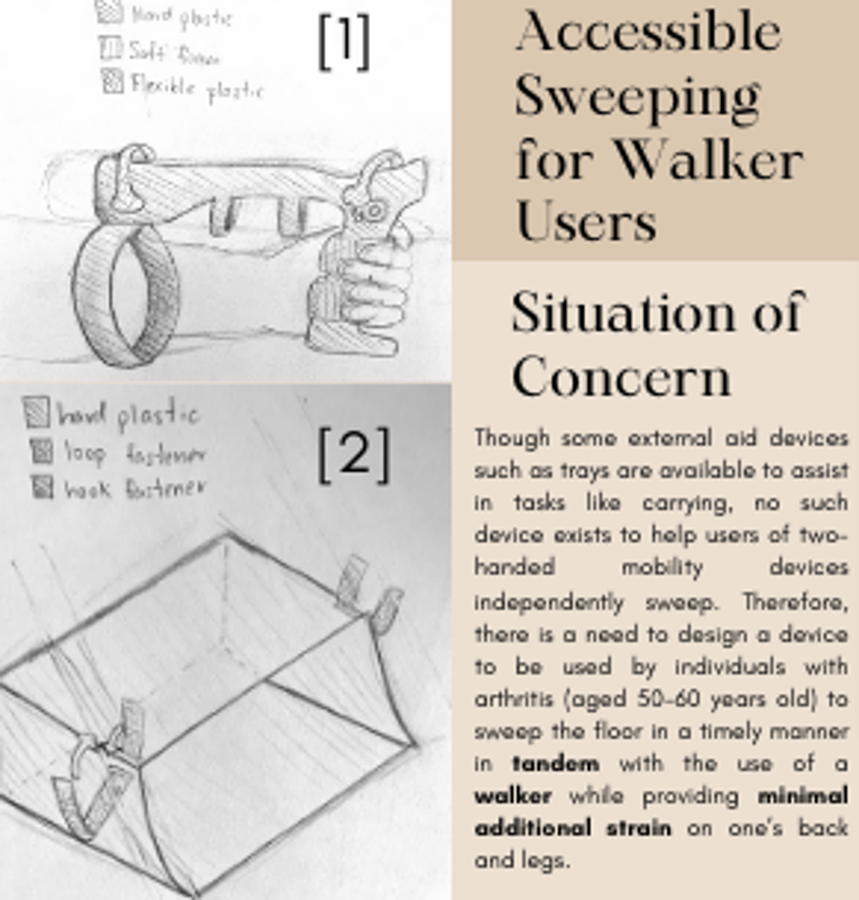 Hard plastic
[1]
Soft foam
Flexible plastic
hard plastic
[2]
loop fastener
hook fastener
Accessible
Sweeping
for Walker
Users
Situation of
Concern
Though some external aid devices
such as trays are available to assist
in tasks like carrying, no such
device exists to help users of two-
handed mobility devices
independently sweep. Therefore,
there is a need to design a device
to be used by individuals with
arthritis (aged 50-60 years old) to
sweep the floor in a timely manner
in tandem with the use of a
walker while providing minimal
additional strain on one's back
and legs.